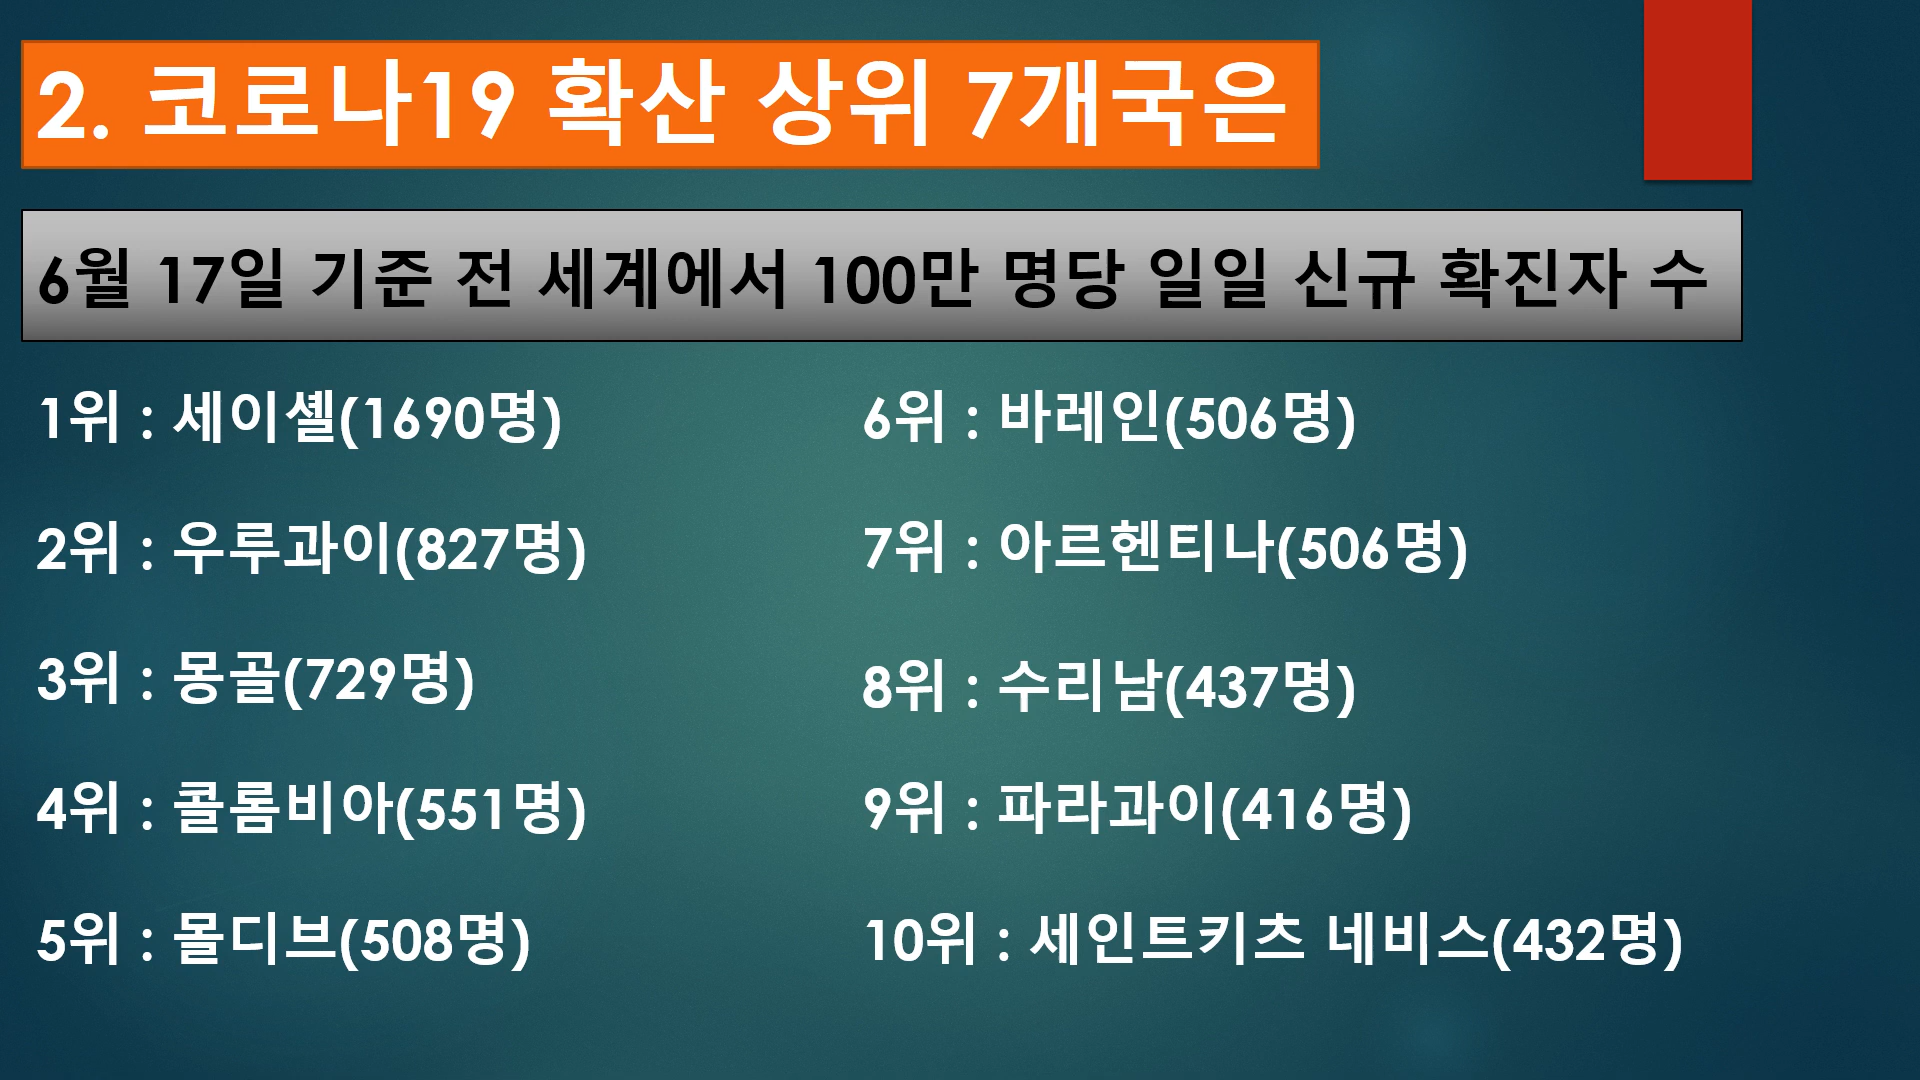 2. 코로나19 확산 상위 7개국은
6월 17일 기준 전 세계에서 100만 명당 일일 신규 확진자 수
1위 : 세이셸(1690명)
2위 : 우루과이(827명)
3위 : 몽골(729명)
4위 : 콜롬비아(551명)
5위 : 몰디브(508명)
6위 : 바레인(506명)
7위 : 아르헨티나(506명)
8위 : 수리남(437명)
9위 : 파라과이(416명)
10위 : 세인트키츠 네비스(432명)